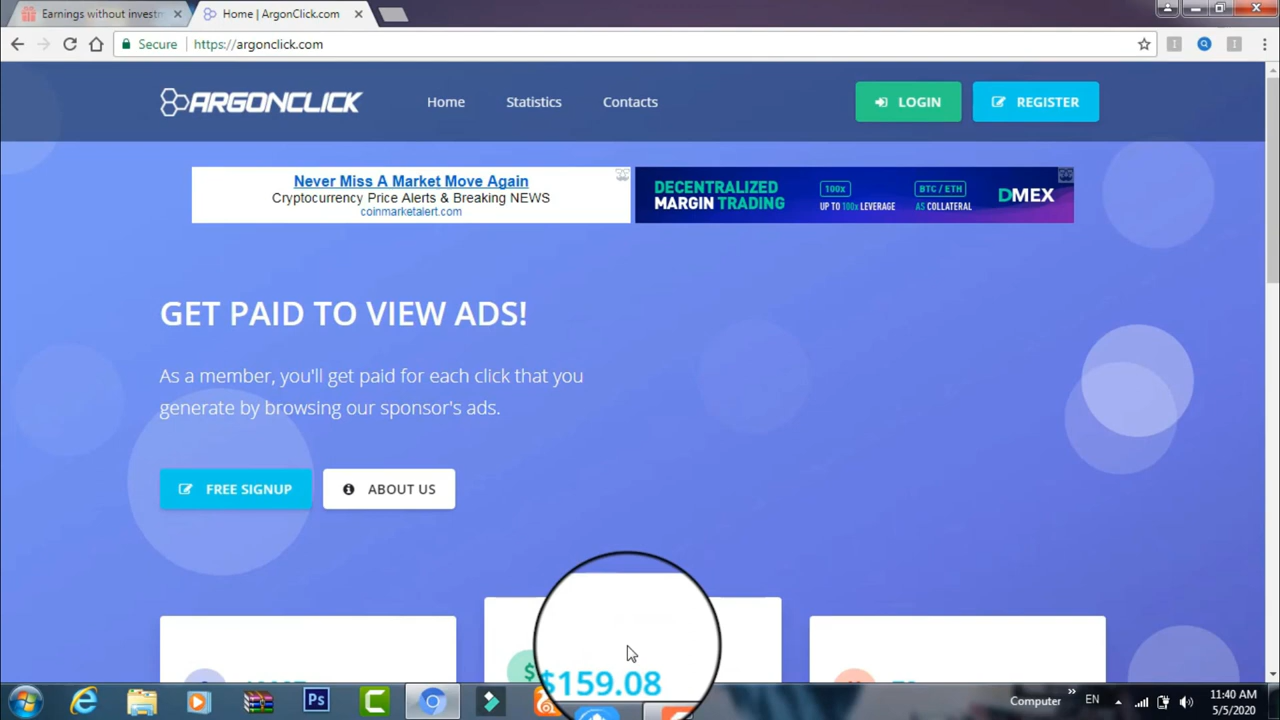 Earnings without investm
Home | ArgonClick.com
Secure
https://argonclick.com
ARGONCLICK
Home
Statistics
Contacts
LOGIN
REGISTER
Never Miss A Market Move Again
Cryptocurrency Price Alerts & Breaking NEWS
coinmarketalert.com
DECENTRALIZED
MARGIN TRADING
100x
UP TO 100x LEVERAGE
BTC / ETH
AS COLLATERAL
DMEX
GET PAID TO VIEW ADS!
As a member, you'll get paid for each click that you
generate by browsing our sponsor's ads.
FREE SIGNUP
ABOUT US
$159.08
Ps
Computer
EN
11:40 AM
5/5/2020